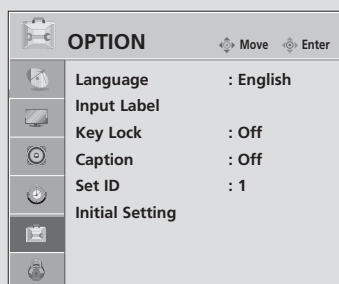 OPTION Move Enter
Language : English
Input Label
Key Lock : Off
Caption : Off
Set ID : 1
Initial Setting